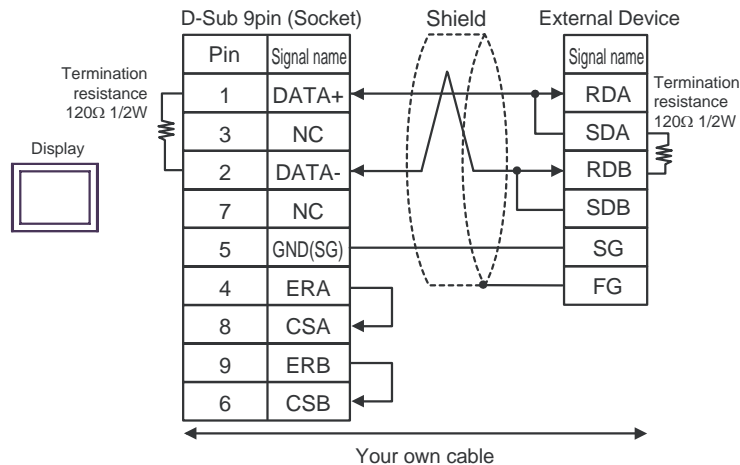 D-Sub 9pin (Socket)
Shield
External Device
Pin
Signal name
Signal name
Termination
resistance
120Ω 1/2W
1
DATA+
RDA
Termination
resistance
120Ω 1/2W
3
NC
SDA
Display
2
DATA-
RDB
7
NC
SDB
5
GND(SG)
SG
4
ERA
FG
8
CSA
9
ERB
6
CSB
Your own cable